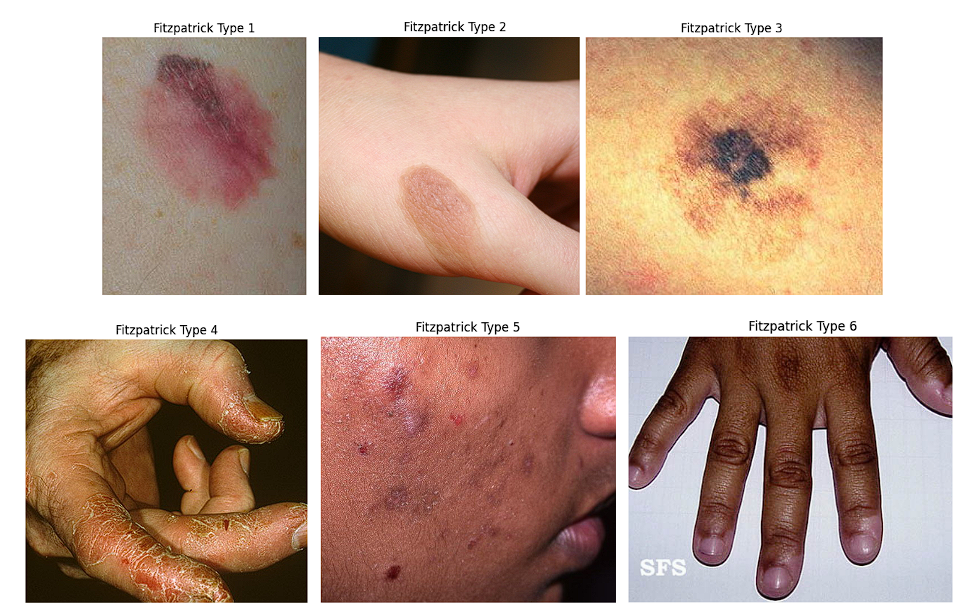 Fitzpatrick Type 1
Fitzpatrick Type 2
Fitzpatrick Type 3
Fitzpatrick Type 4
Fitzpatrick Type 5
Fitzpatrick Type 6
SFS